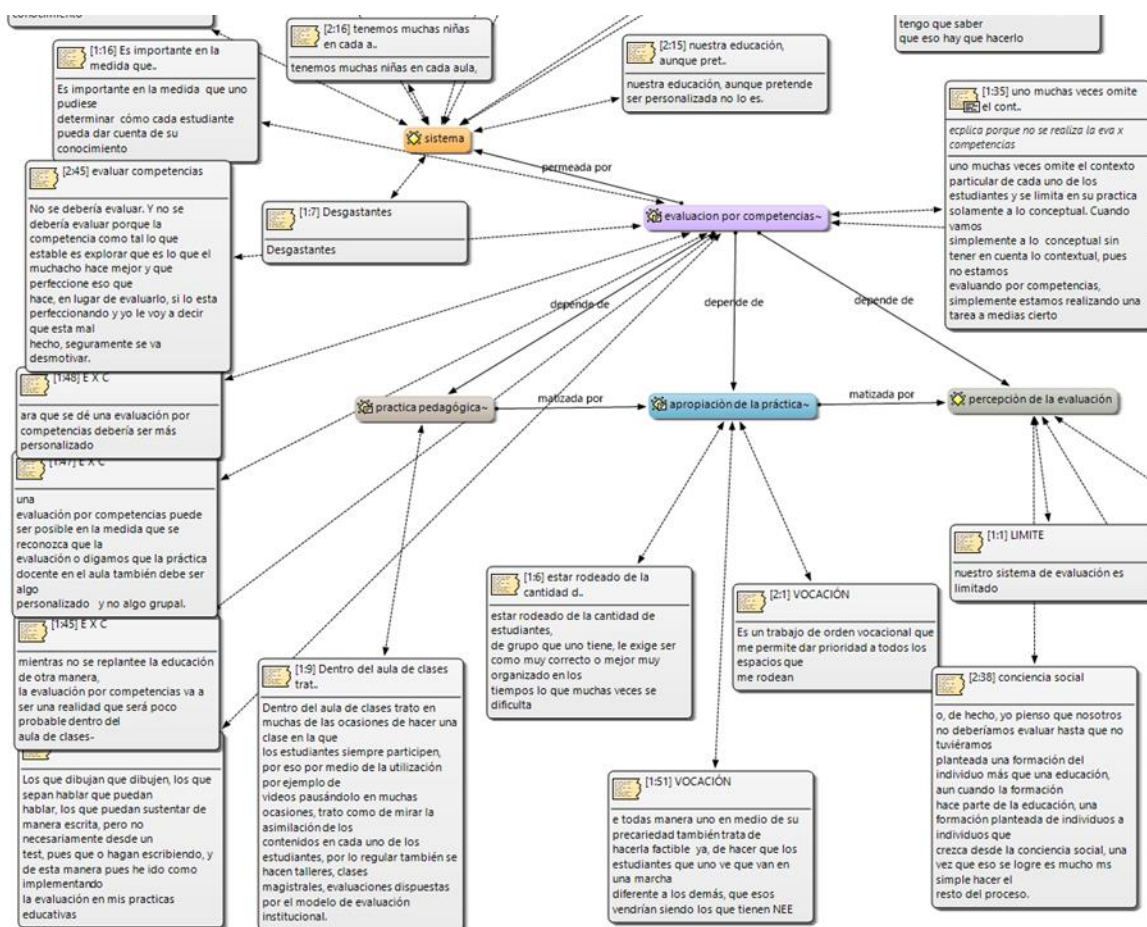 conocimiento
[1:16] Es importante en la
medida que..
Es importante en la medida que uno
pudiese
determinar cómo cada estudiante
pueda dar cuenta de su
conocimiento
[2:16] tenemos muchas niñas
en cada a..
tenemos muchas niñas en cada aula,
[2:15] nuestra educación,
aunque pret..
nuestra educación, aunque pretende
ser personalizada no lo es.
tengo que saber
que eso hay que hacerlo
[1:35] uno muchas veces omite
el cont..
ecplica porque no se realiza la eva x
competencias
uno muchas veces omite el contexto
particular de cada uno de los
estudiantes y se limita en su practica
solamente a lo conceptual. Cuando
vamos
simplemente a lo conceptual sin
tener en cuenta lo contextual, pues
no estamos
evaluando por competencias,
simplemente estamos realizando una
tarea a medias cierto
sistema
permeada por
[2:45] evaluar competencias
No se debería evaluar. Y no se
debería evaluar porque la
competencia como tal lo que
estable es explorar que es lo que el
muchacho hace mejor y que
perfeccione eso que
hace, en lugar de evaluarlo, si lo esta
perfeccionando y yo le voy a decir
que esta mal
hecho, seguramente se va
desmotivar.
[1:7] Desgastantes
Desgastantes
evaluacion por competencias~
depende de
depende de
depende de
[1:48] E X C
ara que se dé una evaluación por
competencias debería ser más
personalizado
practica pedagógica~
matizada por
apropiación de la práctica~
matizada por
percepción de la evaluación
[1:47] E X C
una
evaluación por competencias puede
ser posible en la medida que se
reconozca que la
evaluación o digamos que la práctica
docente en el aula también debe ser
algo
personalizado y no algo grupal.
[1:45] E X C
mientras no se replantee la educación
de otra manera,
la evaluación por competencias va a
ser una realidad que será poco
probable dentro del
aula de clases-
Los que dibujan que dibujen, los que
sepan hablar que puedan
hablar, los que puedan sustentar de
manera escrita, pero no
necesariamente desde un
test, pues que o hagan escribiendo, y
de esta manera pues he ido como
implementando
la evaluación en mis practicas
educativas
[1:9] Dentro del aula de clases
trat..
Dentro del aula de clases trato en
muchas de las ocasiones de hacer una
clase en la que
los estudiantes siempre participen,
por eso por medio de la utilización
por ejemplo de
videos pausándolo en muchas
ocasiones, trato como de mirar la
asimilación de los
contenidos en cada uno de los
estudiantes, por lo regular también se
hacen talleres, clases
magistrales, evaluaciones dispuestas
por el modelo de evaluación
institucional.
[1:6] estar rodeado de la
cantidad d..
estar rodeado de la cantidad de
estudiantes,
de grupo que uno tiene, le exige ser
como muy correcto o mejor muy
organizado en los
tiempos lo que muchas veces se
dificulta
[2:1] VOCACIÓN
Es un trabajo de orden vocacional que
me permite dar prioridad a todos los
espacios que
me rodean
[1:51] VOCACIÓN
e todas manera uno en medio de su
precariedad también trata de
hacerla factible ya, de hacer que los
estudiantes que uno ve que van en
una marcha
diferente a los demás, que esos
vendrían siendo los que tienen NEE
[1:1] LIMITE
nuestro sistema de evaluación es
limitado
[2:38] conciencia social
o, de hecho, yo pienso que nosotros
no deberíamos evaluar hasta que no
tuviéramos
planteada una formación del
individuo más que una educación,
aun cuando la formación
hace parte de la educación, una
formación planteada de individuos a
individuos que
crezca desde la conciencia social, una
vez que eso se logre es mucho ms
simple hacer el
resto del proceso.